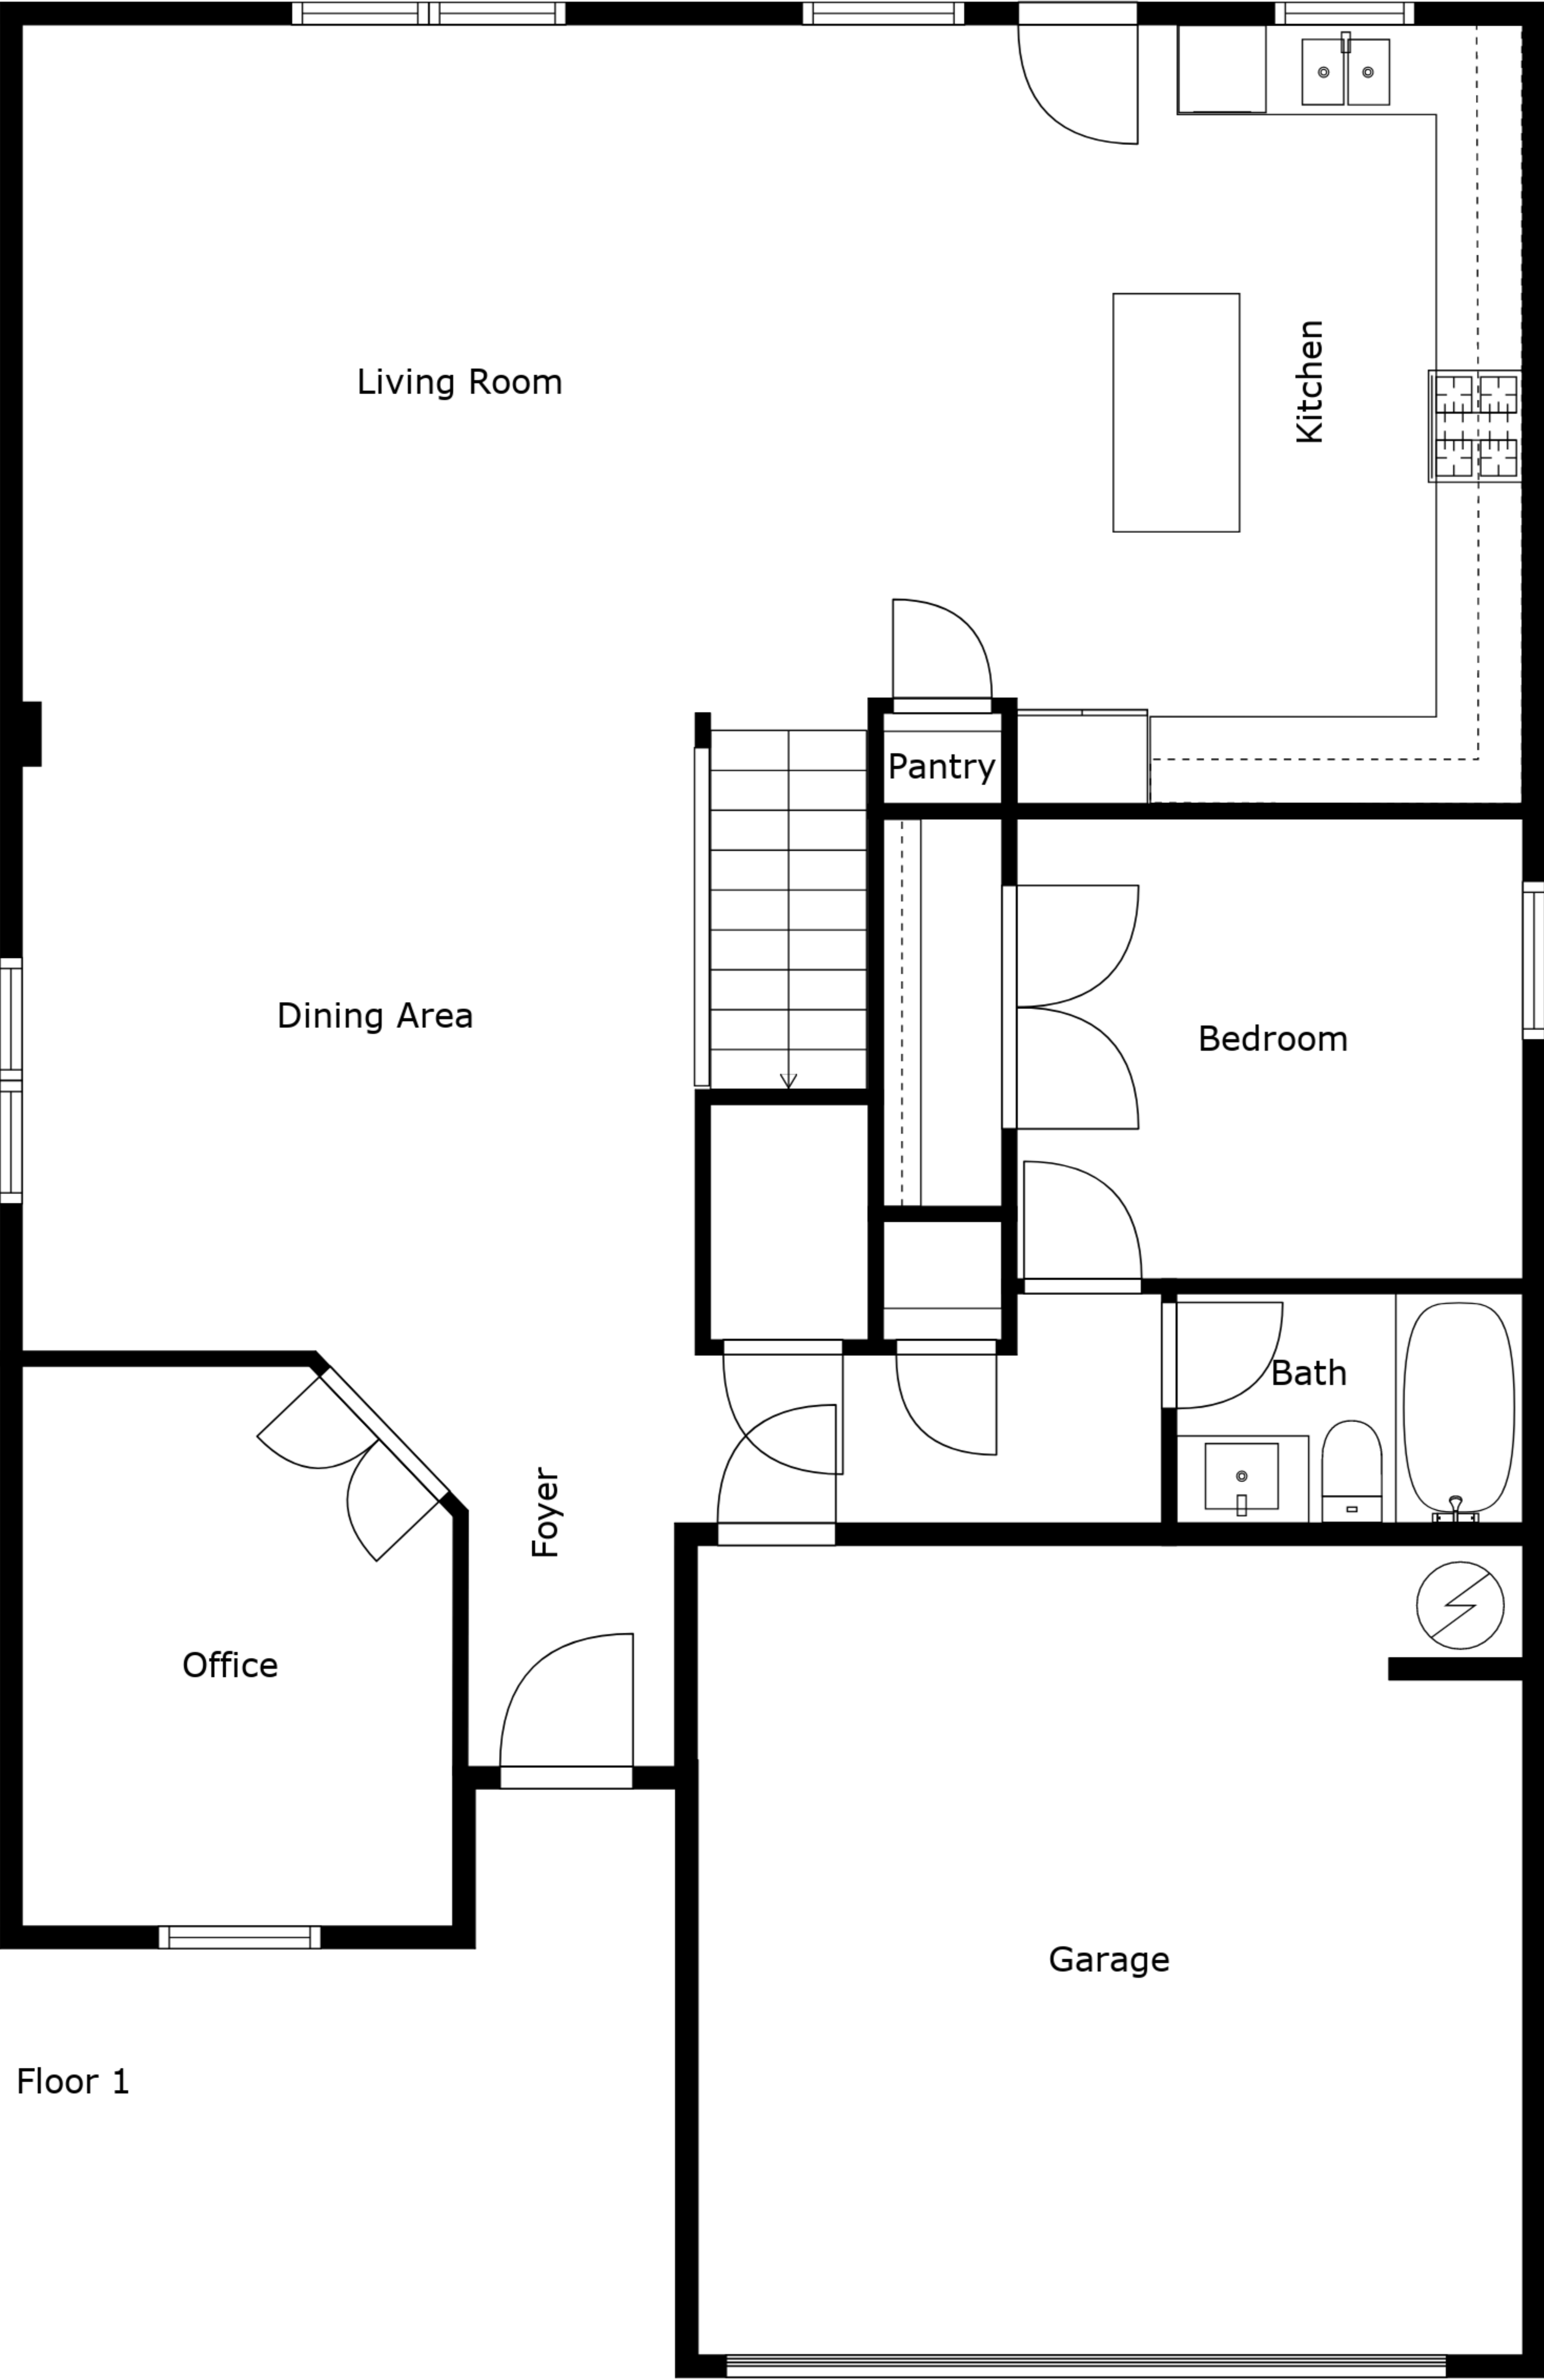 Living Room
Kitchen
Pantry
Dining Area
Bedroom
Bath
Foyer
Office
Garage
Floor 1